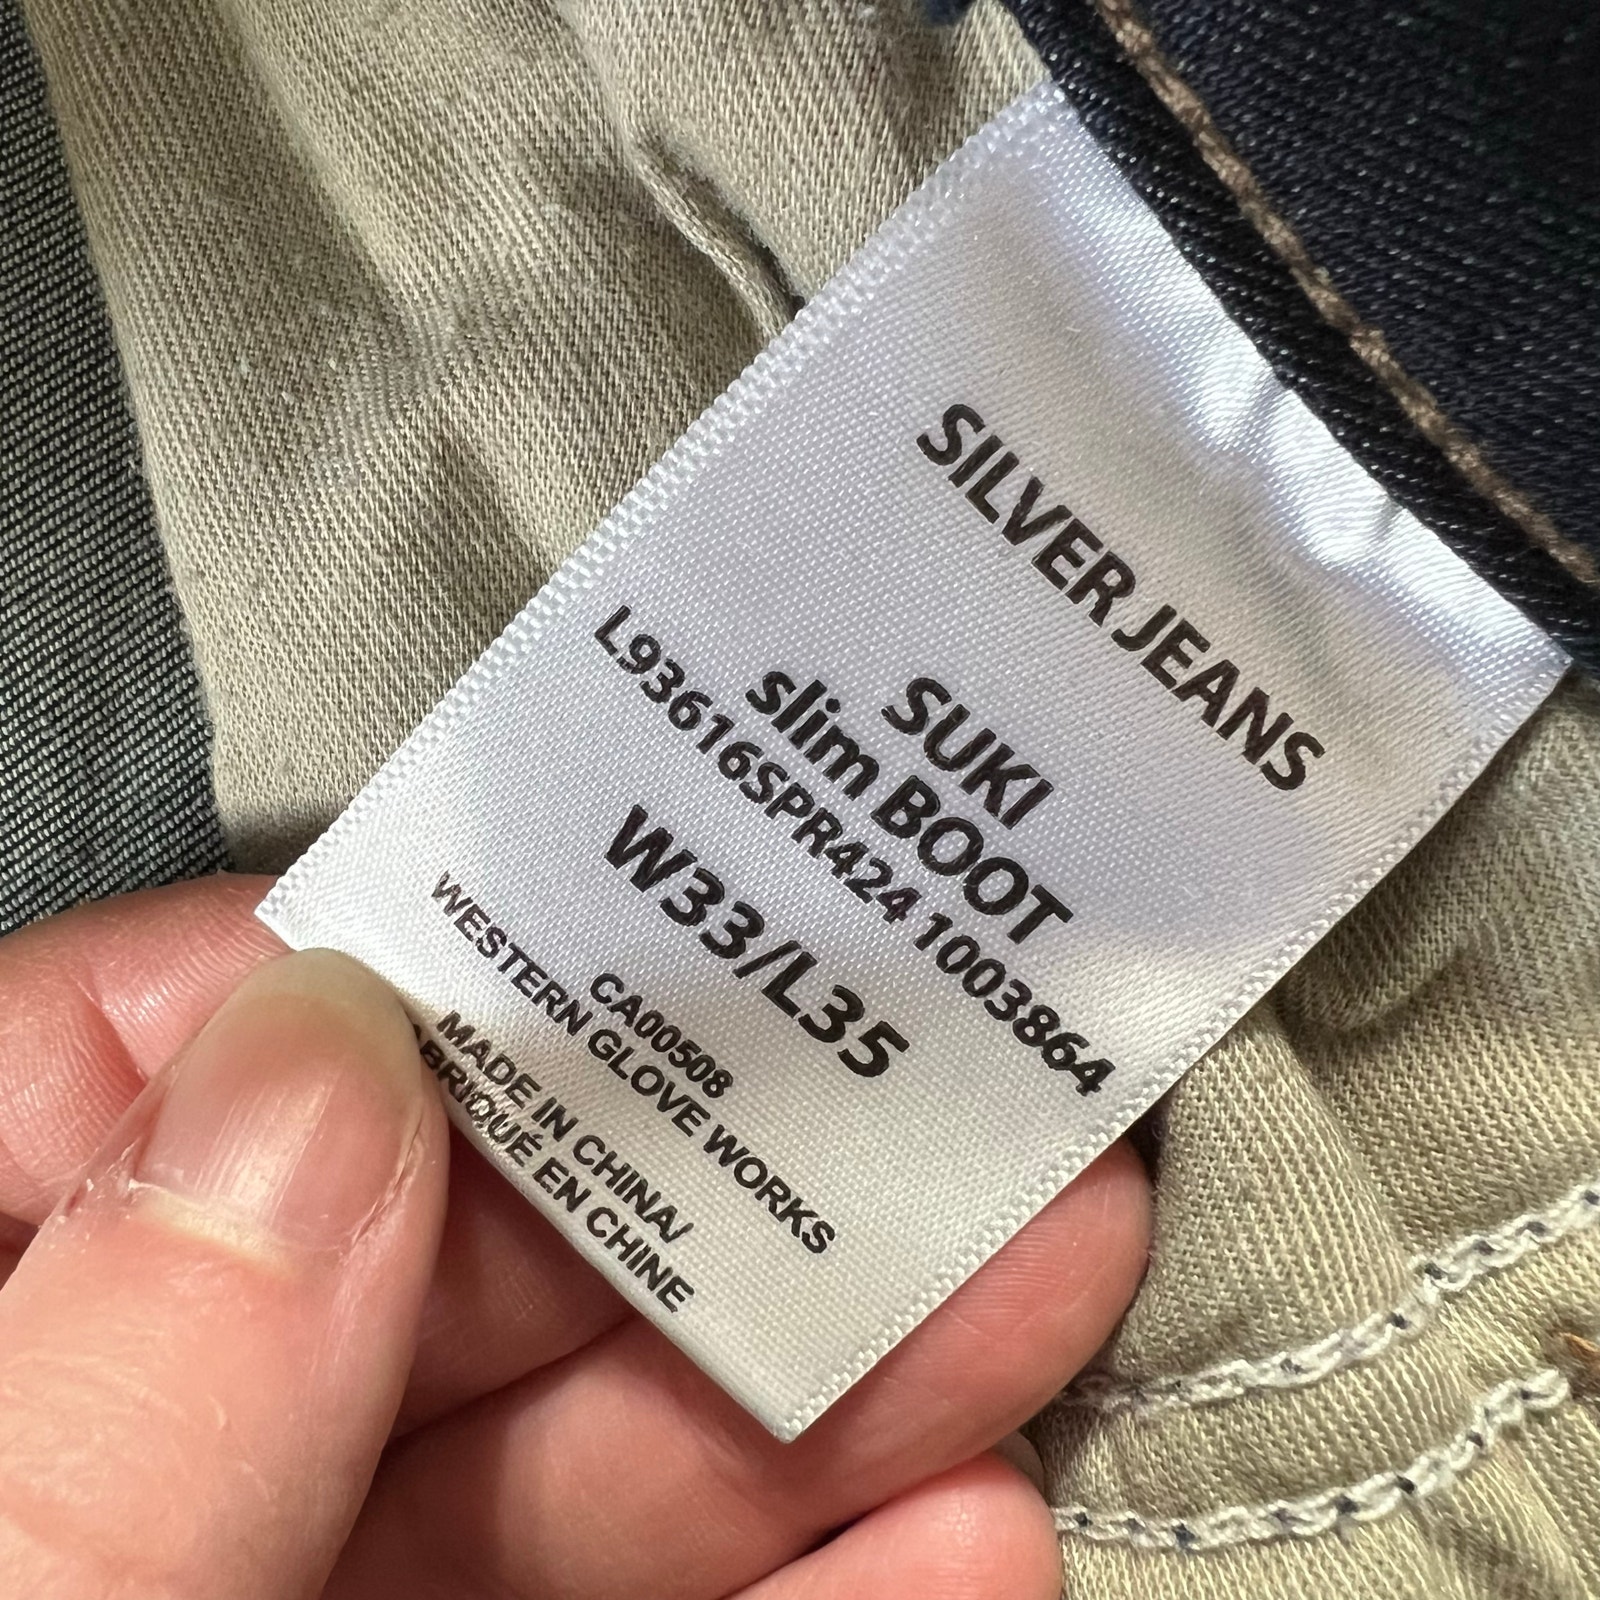 SILVER JEANS
SUKI
slim BOOT
L93616SPR424 1003864
W33/L35
CA00508
WESTERN GLOVE WORKS
MADE IN CHINA/
FABRIQUÉ EN CHINE